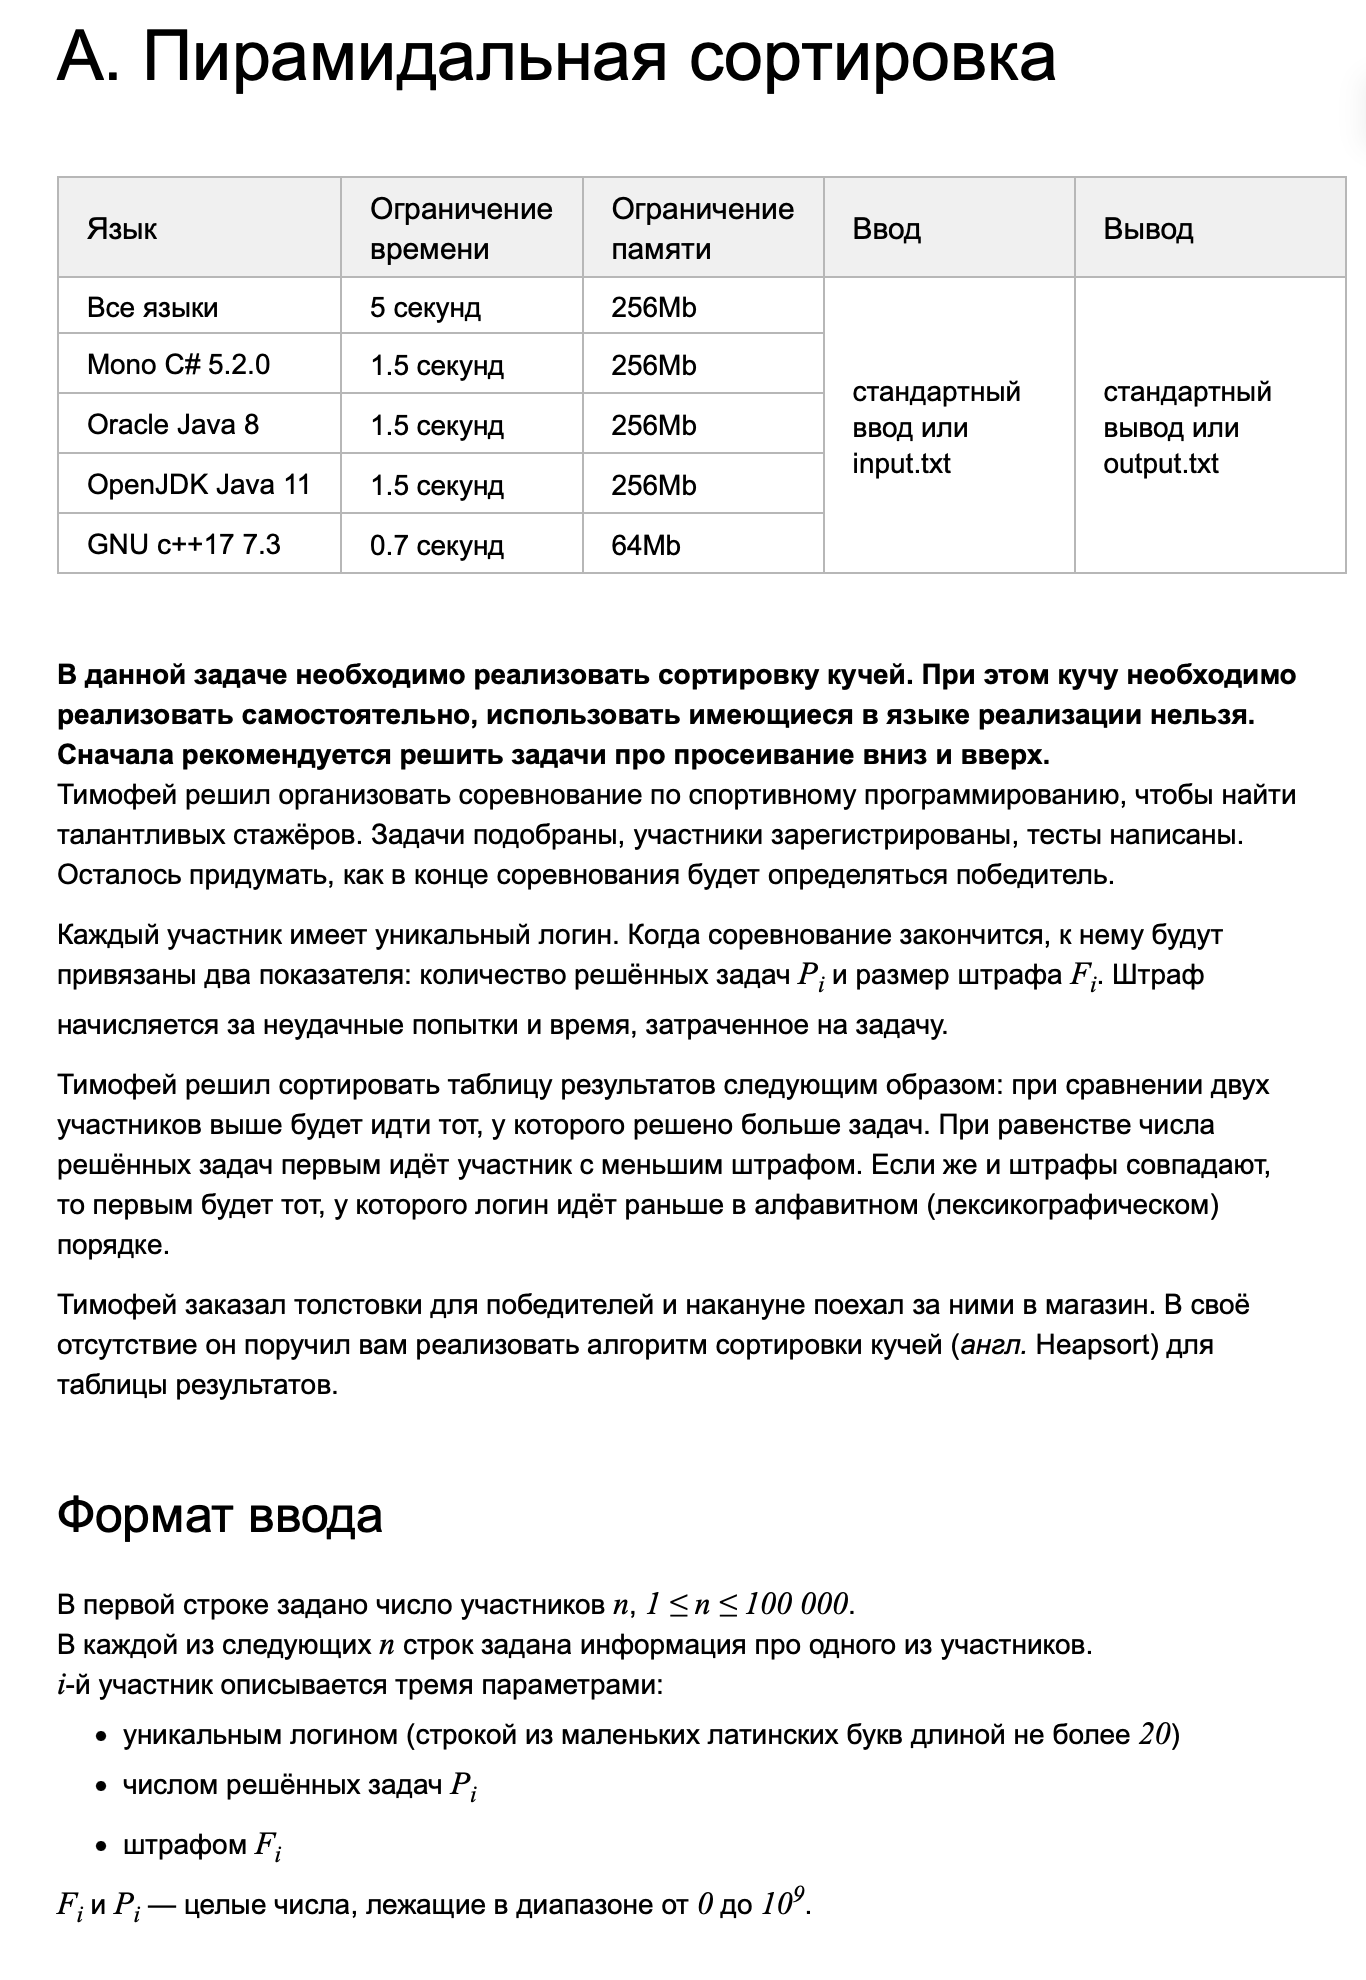 А. Пирамидальная сортировка
Язык
Ограничение времени
Ограничение памяти
Ввод
Вывод
Все языки
5 секунд
256Mb
Mono C# 5.2.0
1.5 секунд
256Mb
Oracle Java 8
1.5 секунд
256Mb
OpenJDK Java 11
1.5 секунд
256Mb
GNU c++17 7.3
0.7 секунд
64Mb
стандартный
ввод или
input.txt
стандартный
вывод или
output.txt
В данной задаче необходимо реализовать сортировку кучей. При этом кучу необходимо
реализовать самостоятельно, использовать имеющиеся в языке реализации нельзя.
Сначала рекомендуется решить задачи про просеивание вниз и вверх.
Тимофей решил организовать соревнование по спортивному программированию, чтобы найти
талантливых стажёров. Задачи подобраны, участники зарегистрированы, тесты написаны.
Осталось придумать, как в конце соревнования будет определяться победитель.
Каждый участник имеет уникальный логин. Когда соревнование закончится, к нему будут
привязаны два показателя: количество решённых задач Pᵢ и размер штрафа Fᵢ. Штраф
начисляется за неудачные попытки и время, затраченное на задачу.
Тимофей решил сортировать таблицу результатов следующим образом: при сравнении двух
участников выше будет идти тот, у которого решено больше задач. При равенстве числа
решённых задач первым идёт участник с меньшим штрафом. Если же и штрафы совпадают,
то первым будет тот, у которого логин идёт раньше в алфавитном (лексикографическом)
порядке.
Тимофей заказал толстовки для победителей и накануне поехал за ними в магазин. В своё
отсутствие он поручил вам реализовать алгоритм сортировки кучей (англ. Heapsort) для
таблицы результатов.
Формат ввода
В первой строке задано число участников n, 1 ≤ n ≤ 100 000.
В каждой из следующих n строк задана информация про одного из участников.
i-й участник описывается тремя параметрами:
• уникальным логином (строкой из маленьких латинских букв длиной не более 20)
• числом решённых задач Pᵢ
• штрафом Fᵢ
Fᵢ и Pᵢ — целые числа, лежащие в диапазоне от 0 до 10⁹.